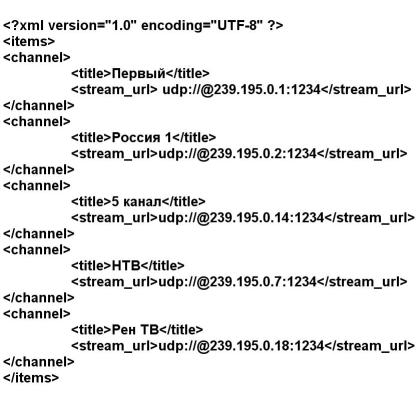 <?xml version="1.0" encoding="UTF-8" ?>
<items>
<channel>
<title>Первый</title>
<stream_url> udp://@239.195.0.1:1234</stream_url>
</channel>
<channel>
<title>Россия 1</title>
<stream_url>udp://@239.195.0.2:1234</stream_url>
</channel>
<channel>
<title>5 канал</title>
<stream_url>udp://@239.195.0.14:1234</stream_url>
</channel>
<channel>
<title>НТВ</title>
<stream_url>udp://@239.195.0.7:1234</stream_url>
</channel>
<channel>
<title>Рен ТВ</title>
<stream_url>udp://@239.195.0.18:1234</stream_url>
</channel>
</items>